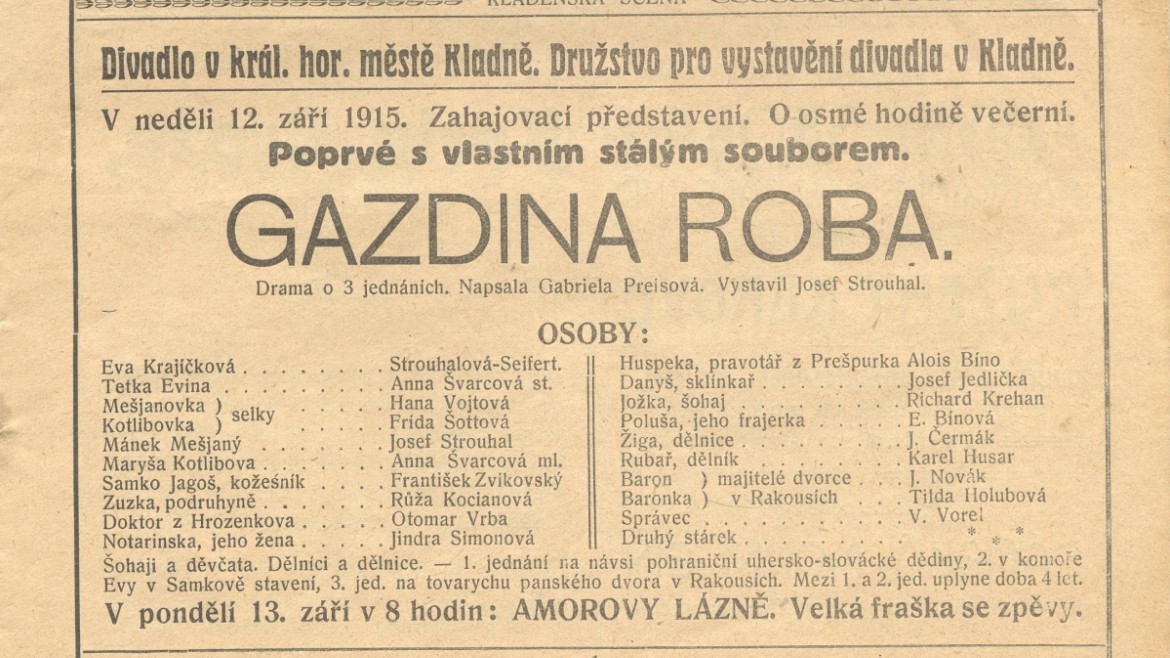 KLADENSKÁ SCÉNA
Divadlo v král. hor. městě Kladně. Družstvo pro vystavění divadla v Kladně.
V neděli 12. září 1915. Zahajovací představení. O osmé hodině večerní.
Poprvé s vlastním stálým souborem.
GAZDINA ROBA.
Drama o 3 jednáních. Napsala Gabriela Preisová. Vystavil Josef Strouhal.
OSOBY:
Eva Krajíčková . . . . . . . . Strouhalová-Seifert.
Tetka Evina . . . . . . . . . Anna Švarcová st.
Mešjanovka ) selky . . . . . Hana Vojtová
Kotlibovka ) . . . . . Frída Šottová
Mánek Mešjaný . . . . . . . . Josef Strouhal
Maryša Kotlibova . . . . . . . Anna Švarcová ml.
Samko Jagoš, kožešník . . . . František Zvikovský
Zuzka, podruhyně . . . . . . . Růža Kocianová
Doktor z Hrozenkova . . . . . Otomar Vrba
Notarinska, jeho žena . . . . . Jindra Simonová
Huspeka, pravotář z Prešpurka Alois Bíno
Danyš, sklínkař . . . . . . . . Josef Jedlička
Jožka, šohaj . . . . . . . . . Richard Krehan
Poluša, jeho frajerka . . . . . E. Bínová
Žiga, dělnice . . . . . . . . . J. Čermák
Rubař, dělník . . . . . . . . Karel Husar
Baron ) majitelé dvorce . . . J. Novák
Baronka ) v Rakousích . . . . Tilda Holubová
Správec . . . . . . . . . . . V. Vorel
Druhý stárek . . . . . . . . . * * *
Šohaji a děvčata. Dělníci a dělnice. — 1. jednání na návsi pohraniční uhersko-slovácké dědiny, 2. v komoře
Evy v Samkově stavení, 3. jed. na tovarychu panského dvora v Rakousích. Mezi 1. a 2. jed. uplyne doba 4 let.
V pondělí 13. září v 8 hodin: AMOROVY LÁZNĚ. Velká fraška se zpěvy.